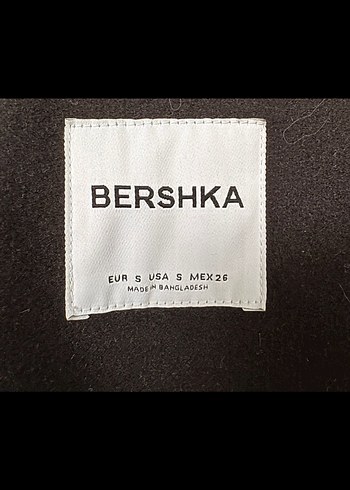 BERSHKA
EUR S USA S MEX 26
MADE IN BANGLADESH